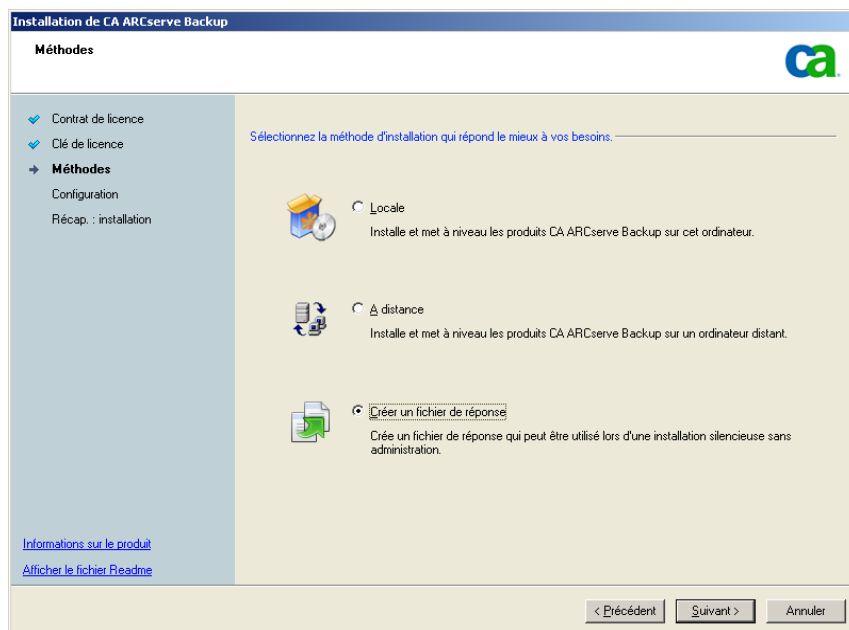 Installation de CA ARCserve Backup
Méthodes
ca
Contrat de licence
Clé de licence
Méthodes
Configuration
Récap. : installation
Sélectionnez la méthode d'installation qui répond le mieux à vos besoins.
Locale
Installe et met à niveau les produits CA ARCserve Backup sur cet ordinateur.
A distance
Installe et met à niveau les produits CA ARCserve Backup sur un ordinateur distant.
Créer un fichier de réponse
Crée un fichier de réponse qui peut être utilisé lors d'une installation silencieuse sans
administration.
Informations sur le produit
Afficher le fichier Readme
< Précédent
Suivant >
Annuler